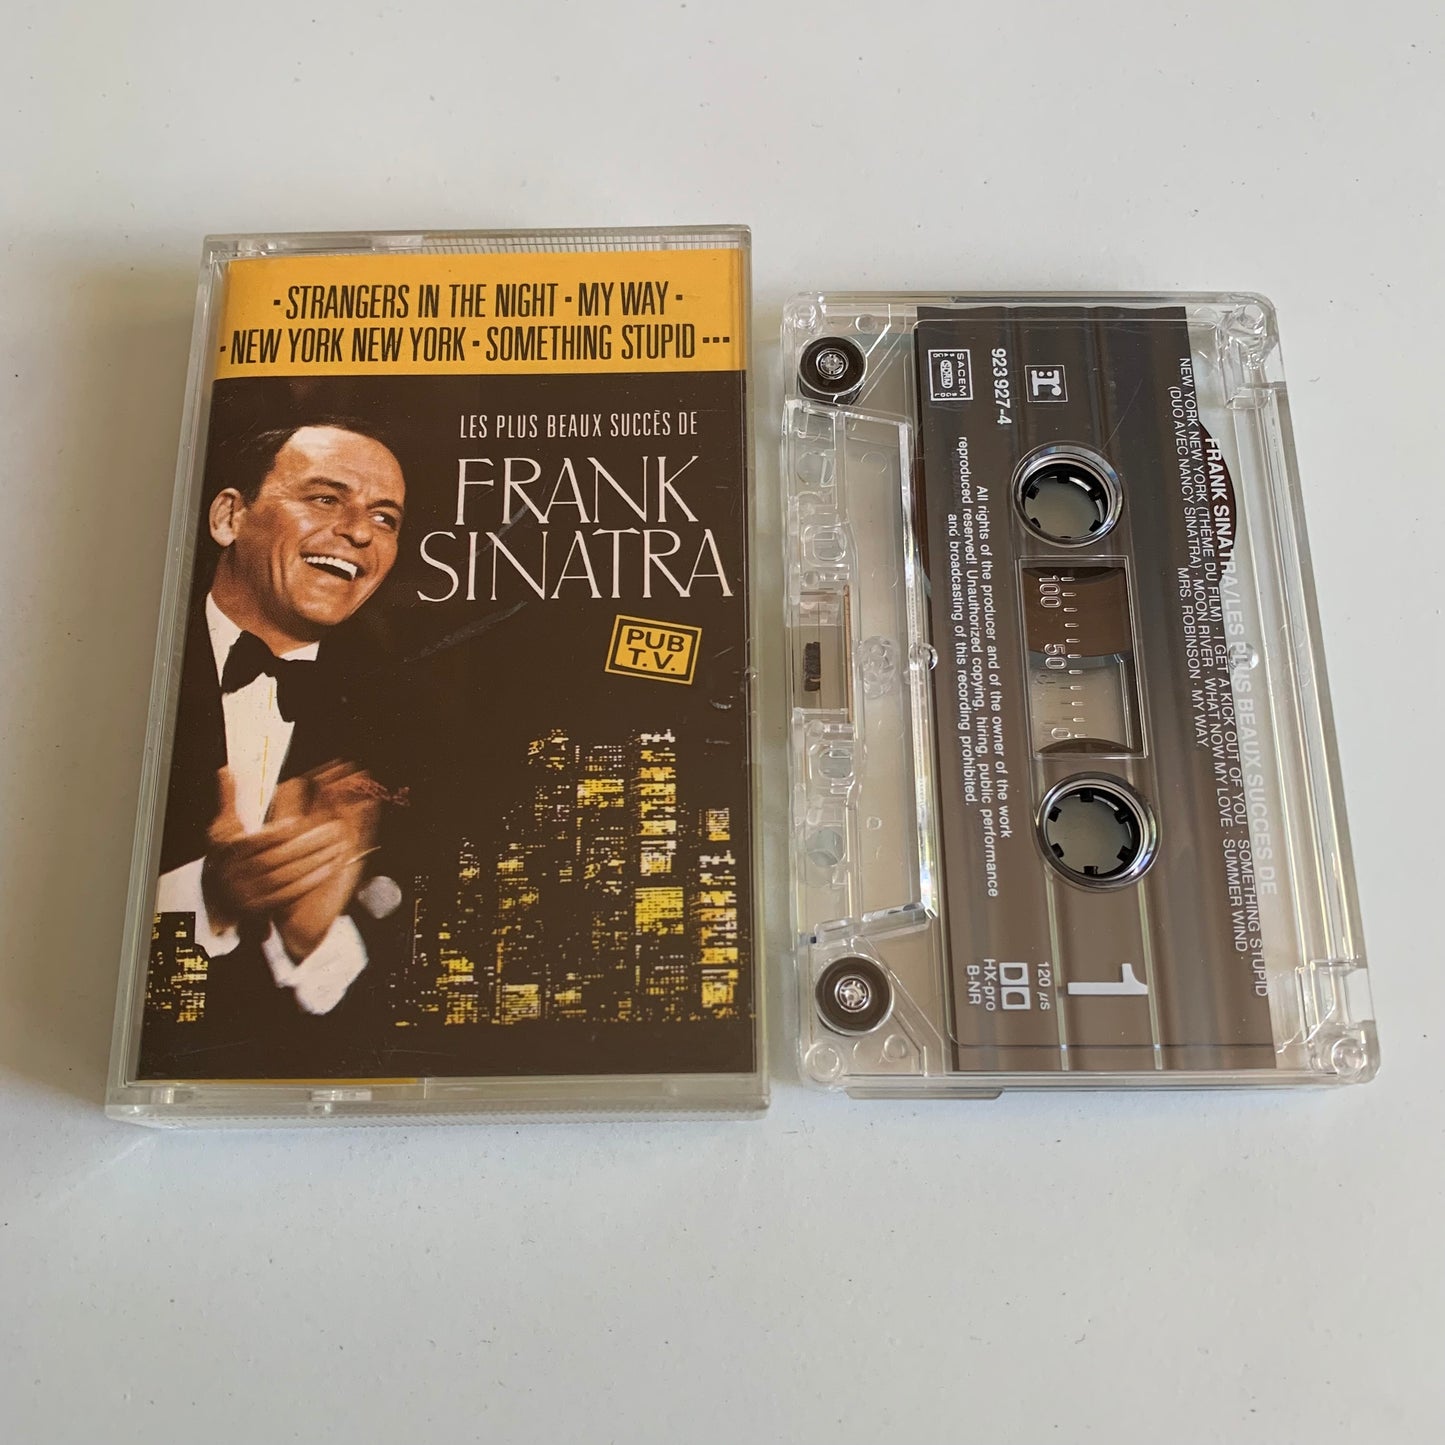 · STRANGERS IN THE NIGHT · MY WAY ·
· NEW YORK NEW YORK · SOMETHING STUPID ...
LES PLUS BEAUX SUCCÈS DE
FRANK
SINATRA
PUB
T.V.
FRANK SINATRA/LES PLUS BEAUX SUCCES DE
NEW YORK NEW YORK (THÈME DU FILM) · I GET A KICK OUT OF YOU · SOMETHING STUPID
(DUO AVEC NANCY SINATRA) · MOON RIVER · WHAT NOW MY LOVE · SUMMER WIND ·
MRS. ROBINSON · MY WAY
r
923 927-4
SACEM
SDRM
100 50 0
1
120 µs
HX-pro
B-NR
All rights of the producer and of the owner of the work
reproduced reserved! Unauthorized copying, hiring, public performance
and broadcasting of this recording prohibited.